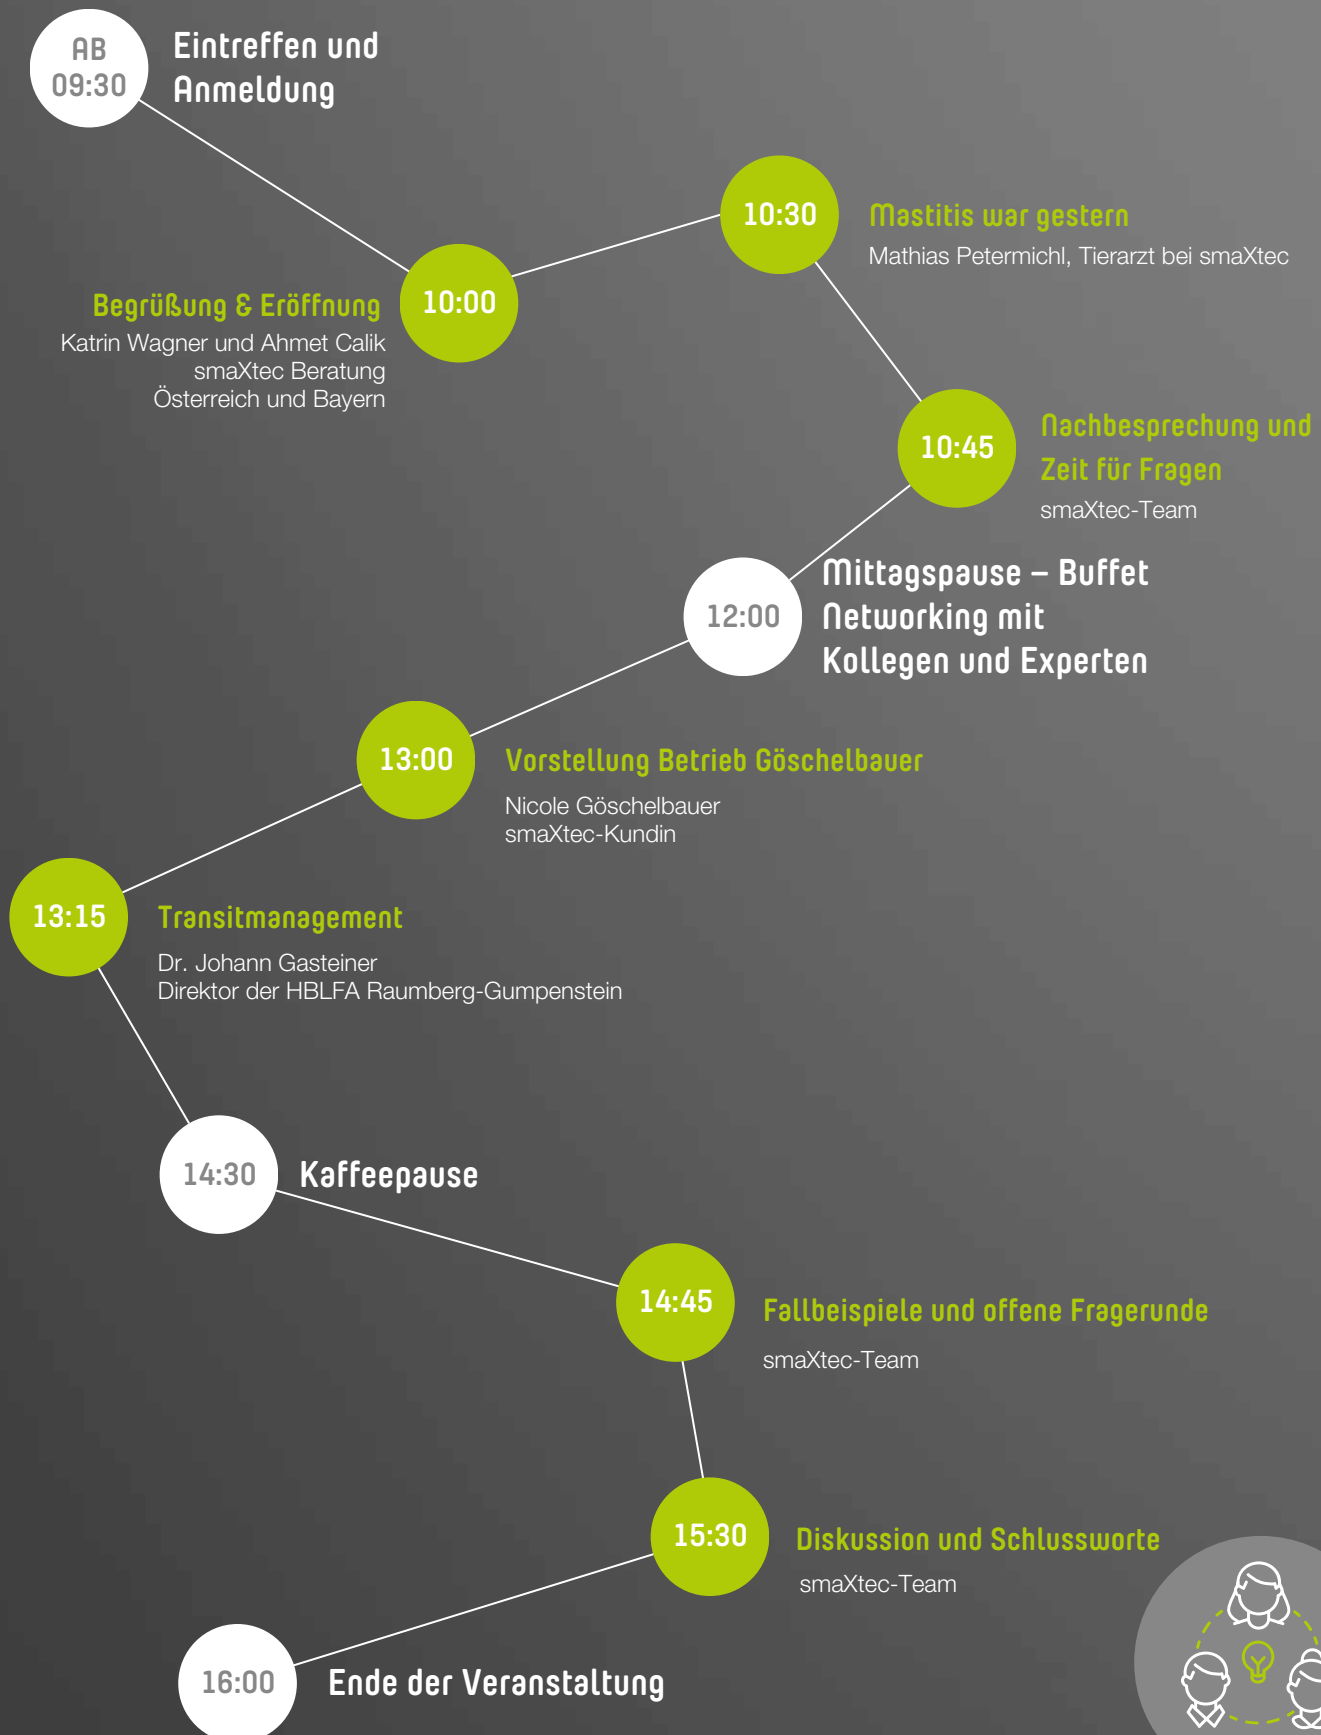 AB
09:30
Eintreffen und
Anmeldung
10:00
Begrüßung & Eröffnung
Katrin Wagner und Ahmet Calik
smaXtec Beratung
Österreich und Bayern
10:30
Mastitis war gestern
Mathias Petermichl, Tierarzt bei smaXtec
10:45
Nachbesprechung und
Zeit für Fragen
smaXtec-Team
12:00
Mittagspause – Buffet
Networking mit
Kollegen und Experten
13:00
Vorstellung Betrieb Göschelbauer
Nicole Göschelbauer
smaXtec-Kundin
13:15
Transitmanagement
Dr. Johann Gasteiner
Direktor der HBLFA Raumberg-Gumpenstein
14:30
Kaffeepause
14:45
Fallbeispiele und offene Fragerunde
smaXtec-Team
15:30
Diskussion und Schlussworte
smaXtec-Team
16:00
Ende der Veranstaltung